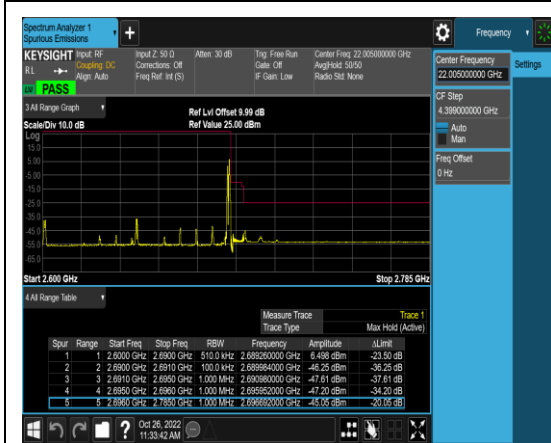 Spectrum Analyzer 1
Spurious Emissions
Frequency
KEYSIGHT Input: RF Input Z: 50 Ω Atten: 30 dB Trig: Free Run Center Freq: 22.005000000 GHz
RL Coupling: DC Corrections: Off Gate: Off Avg|Hold: 50/50
Align: Auto Freq Ref: Int (S) IF Gain: Low Radio Std: None
PASS
Center Frequency
22.005000000 GHz
Settings
CF Step
4.399000000 GHz
Auto
Man
Freq Offset
0 Hz
3 All Range Graph
Ref Lvl Offset 9.99 dB
Scale/Div 10.0 dB Ref Value 25.00 dBm
Log
15.0
5.00
-5.00
-15.0
-25.0
-35.0
-45.0
-55.0
-65.0
Start 2.600 GHz Stop 2.785 GHz
4 All Range Table
Measure Trace Trace 1
Trace Type Max Hold (Active)
Spur Range Start Freq Stop Freq RBW Frequency Amplitude ΔLimit
1 1 2.6000 GHz 2.6900 GHz 510.0 kHz 2.689260000 GHz 6.498 dBm -23.50 dB
2 2 2.6900 GHz 2.6910 GHz 100.0 kHz 2.689984000 GHz -46.25 dBm -36.25 dB
3 3 2.6910 GHz 2.6950 GHz 1.000 MHz 2.690980000 GHz -47.61 dBm -37.61 dB
4 4 2.6950 GHz 2.6960 GHz 1.000 MHz 2.695952000 GHz -47.20 dBm -34.20 dB
5 5 2.6960 GHz 2.7850 GHz 1.000 MHz 2.696692000 GHz -45.05 dBm -20.05 dB
Oct 26, 2022
11:33:42 AM